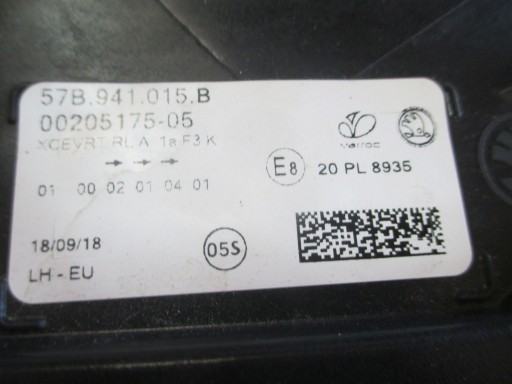 57B.941.015.B
00205175-05
XCEVRT RL A 1a F3 K
varroc
E8 20 PL 8935
01 00 02 01 04 01
18/09/18
05S
LH - EU